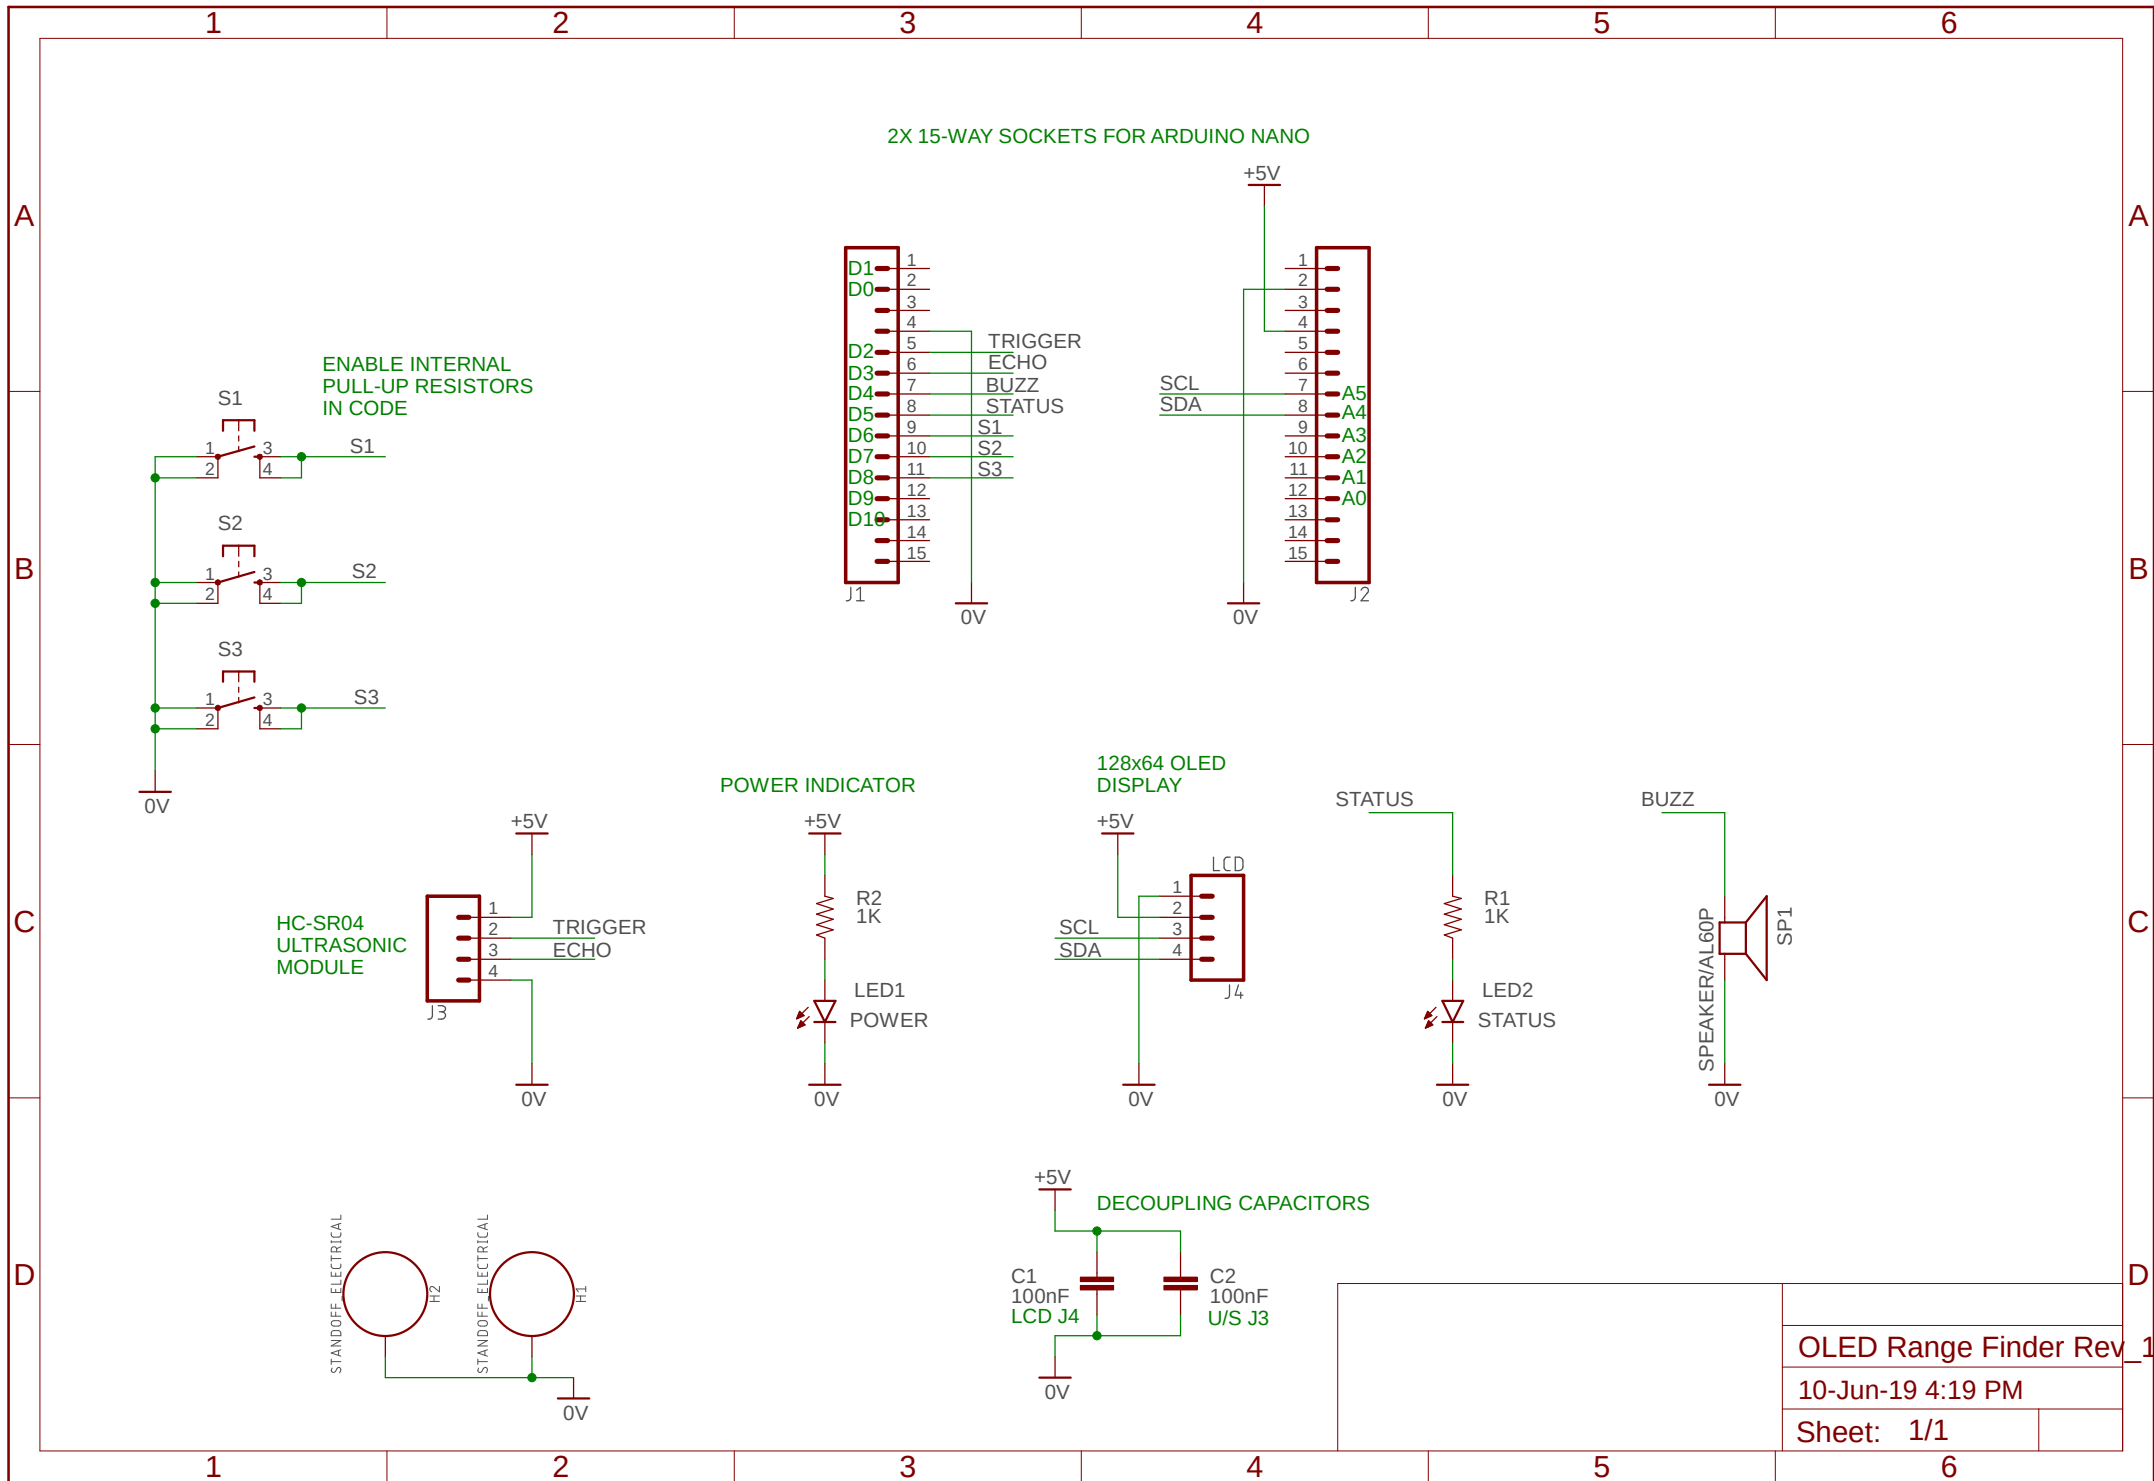 1 2 3 4 5 6
A A
B B
C C
D D
1 2 3 4 5 6
2X 15-WAY SOCKETS FOR ARDUINO NANO
+5V
D1 1
D0 2
3
4
D2 5 TRIGGER
D3 6 ECHO
D4 7 BUZZ
D5 8 STATUS
D6 9 S1
D7 10 S2
D8 11 S3
D9 12
D10 13
14
15
J1
0V
1
2
3
4
5
6
SCL 7 A5
SDA 8 A4
9 A3
10 A2
11 A1
12 A0
13
14
15
J2
0V
ENABLE INTERNAL
PULL-UP RESISTORS
IN CODE
S1
1 3 S1
2 4
S2
1 3 S2
2 4
S3
1 3 S3
2 4
0V
HC-SR04
ULTRASONIC
MODULE
+5V
1
2 TRIGGER
3 ECHO
4
J3
0V
POWER INDICATOR
+5V
R2
1K
LED1
POWER
0V
128x64 OLED
DISPLAY
+5V
LCD
1
2
SCL 3
SDA 4
J4
0V
STATUS
R1
1K
LED2
STATUS
0V
BUZZ
SPEAKER/AL60P
SP1
0V
STANDOFF_ELECTRICAL
H2
STANDOFF_ELECTRICAL
H1
0V
+5V
DECOUPLING CAPACITORS
C1
100nF
LCD J4
C2
100nF
U/S J3
0V
OLED Range Finder Rev_1
10-Jun-19 4:19 PM
Sheet: 1/1